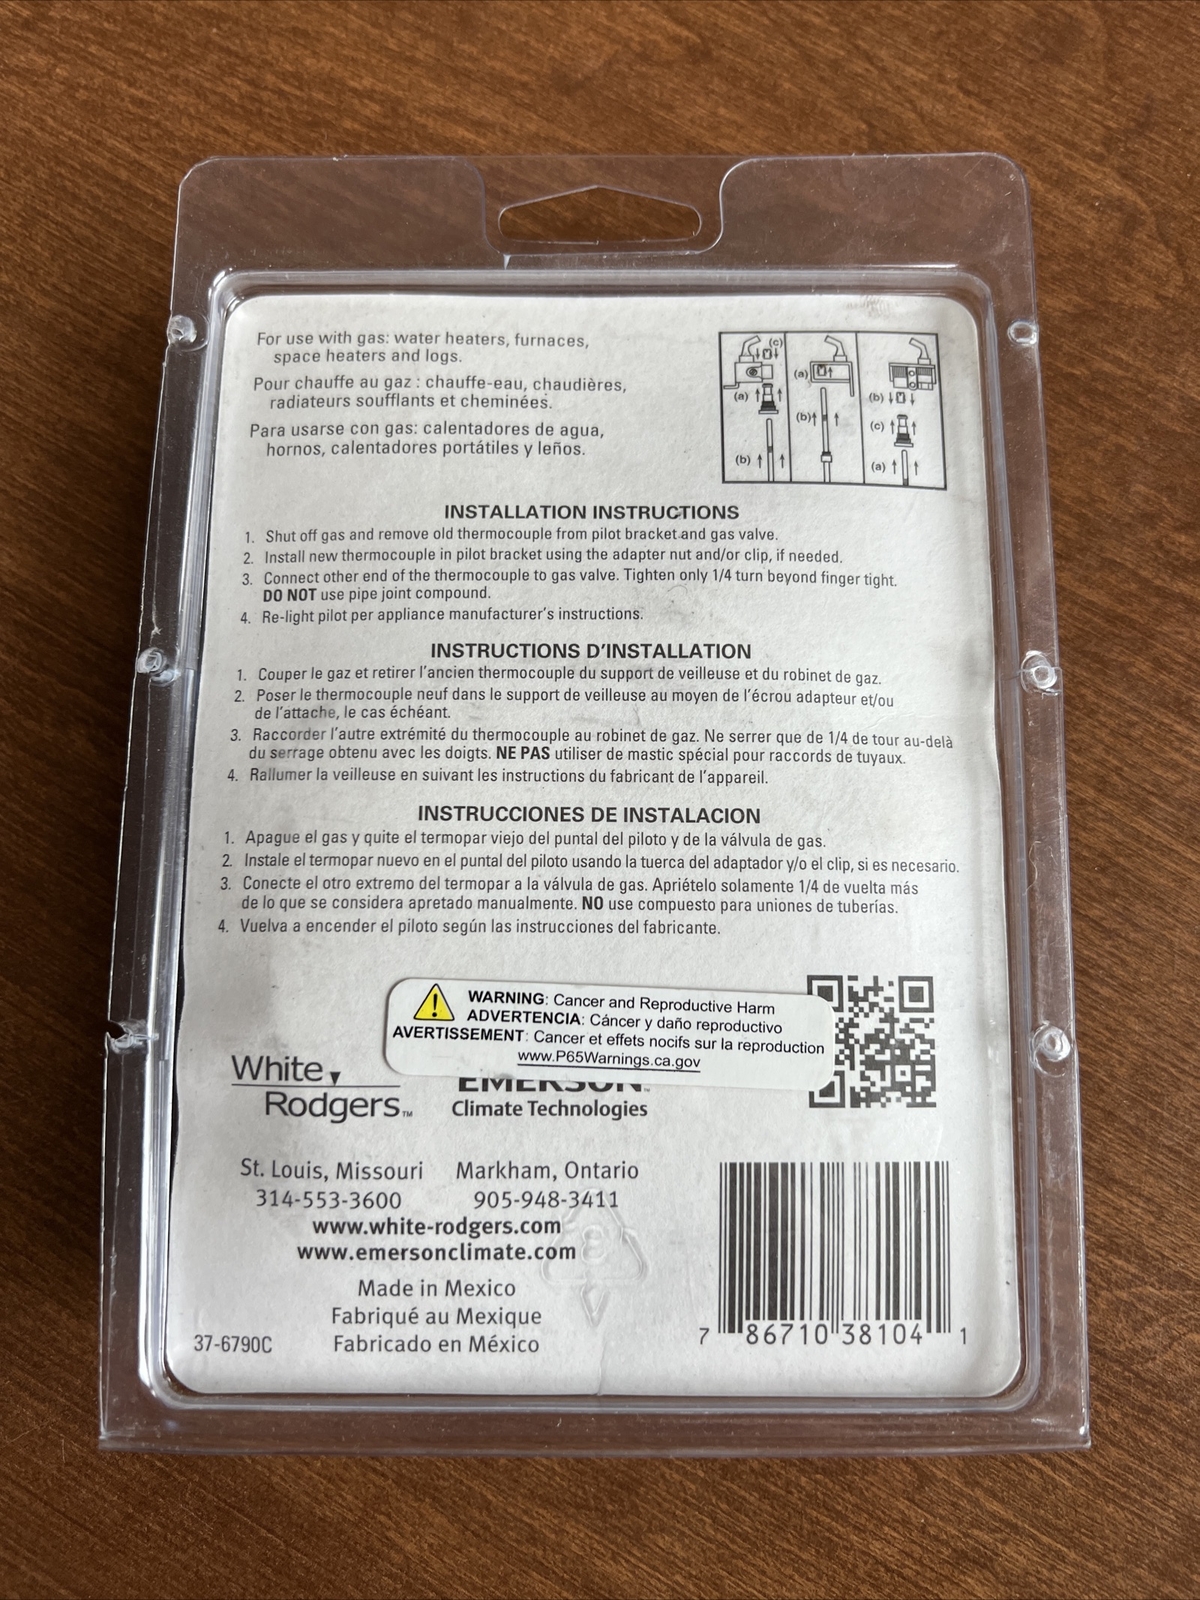 For use with gas: water heaters, furnaces,
space heaters and logs.
Pour chauffe au gaz : chauffe-eau, chaudières,
radiateurs soufflants et cheminées.
Para usarse con gas: calentadores de agua,
hornos, calentadores portátiles y leños.
(c)
(a)
(b)
(a)
(b)
(b)
(c)
(a)
INSTALLATION INSTRUCTIONS
1. Shut off gas and remove old thermocouple from pilot bracket and gas valve.
2. Install new thermocouple in pilot bracket using the adapter nut and/or clip, if needed.
3. Connect other end of the thermocouple to gas valve. Tighten only 1/4 turn beyond finger tight.
DO NOT use pipe joint compound.
4. Re-light pilot per appliance manufacturer's instructions.
INSTRUCTIONS D'INSTALLATION
1. Couper le gaz et retirer l'ancien thermocouple du support de veilleuse et du robinet de gaz.
2. Poser le thermocouple neuf dans le support de veilleuse au moyen de l'écrou adapteur et/ou
de l'attache, le cas échéant.
3. Raccorder l'autre extrémité du thermocouple au robinet de gaz. Ne serrer que de 1/4 de tour au-delà
du serrage obtenu avec les doigts. NE PAS utiliser de mastic spécial pour raccords de tuyaux.
4. Rallumer la veilleuse en suivant les instructions du fabricant de l'appareil.
INSTRUCCIONES DE INSTALACION
1. Apague el gas y quite el termopar viejo del puntal del piloto y de la válvula de gas.
2. Instale el termopar nuevo en el puntal del piloto usando la tuerca del adaptador y/o el clip, si es necesario.
3. Conecte el otro extremo del termopar a la válvula de gas. Apriételo solamente 1/4 de vuelta más
de lo que se considera apretado manualmente. NO use compuesto para uniones de tuberías.
4. Vuelva a encender el piloto según las instrucciones del fabricante.
WARNING: Cancer and Reproductive Harm
ADVERTENCIA: Cáncer y daño reproductivo
AVERTISSEMENT: Cancer et effets nocifs sur la reproduction
www.P65Warnings.ca.gov
White
Rodgers™
EMERSON™
Climate Technologies
St. Louis, Missouri
314-553-3600
Markham, Ontario
905-948-3411
www.white-rodgers.com
www.emersonclimate.com
Made in Mexico
Fabriqué au Mexique
Fabricado en México
37-6790C
3
V
7 86710 38104 1